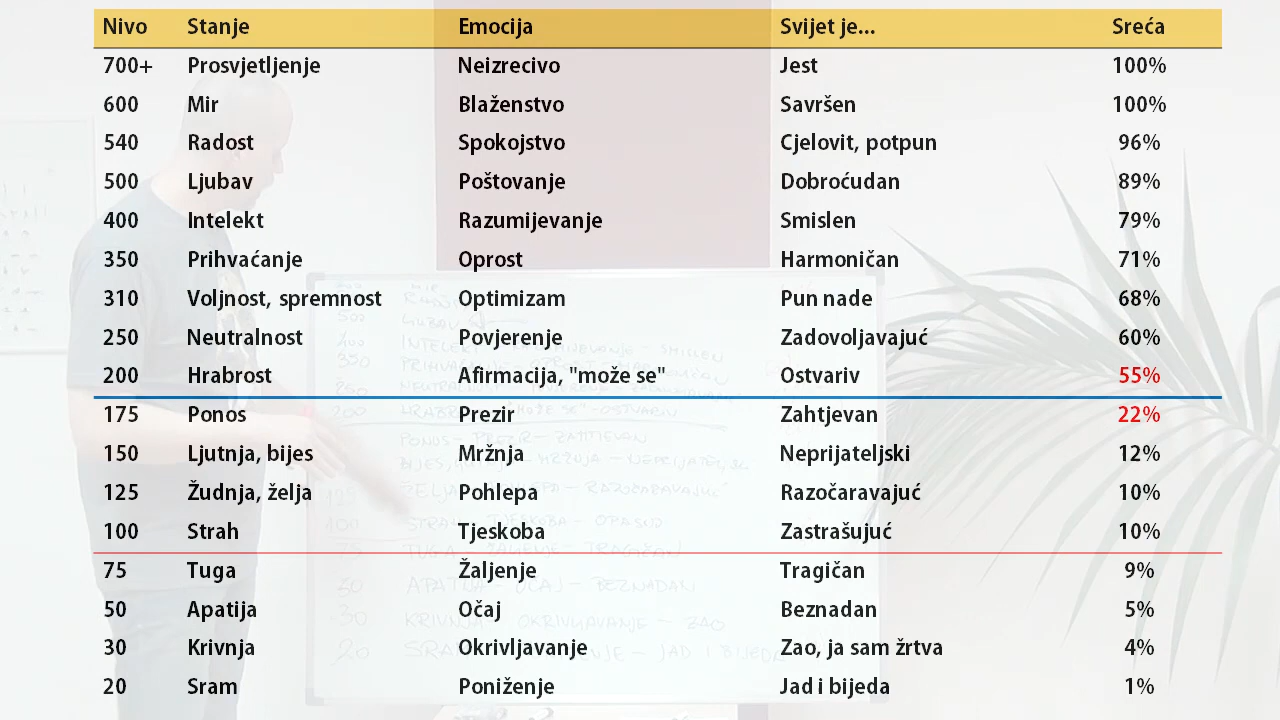 Nivo Stanje Emocija Svijet je... Sreća
700+ Prosvjetljenje Neizrecivo Jest 100%
600 Mir Blaženstvo Savršen 100%
540 Radost Spokojstvo Cjelovit, potpun 96%
500 Ljubav Poštovanje Dobroćudan 89%
400 Intelekt Razumijevanje Smislen 79%
350 Prihvaćanje Oprost Harmoničan 71%
310 Voljnost, spremnost Optimizam Pun nade 68%
250 Neutralnost Povjerenje Zadovoljavajuć 60%
200 Hrabrost Afirmacija, "može se" Ostvariv 55%
175 Ponos Prezir Zahtjevan 22%
150 Ljutnja, bijes Mržnja Neprijateljski 12%
125 Žudnja, želja Pohlepa Razočaravajuć 10%
100 Strah Tjeskoba Zastrašujuć 10%
75 Tuga Žaljenje Tragičan 9%
50 Apatija Očaj Beznadan 5%
30 Krivnja Okrivljavanje Zao, ja sam žrtva 4%
20 Sram Poniženje Jad i bijeda 1%